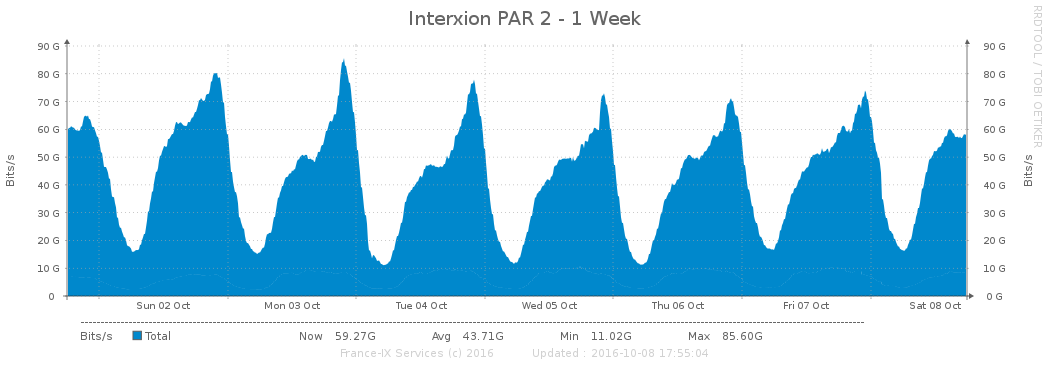 Interxion PAR 2 - 1 Week
RRDTOOL / TOBI OETIKER
90 G 90 G
80 G 80 G
70 G 70 G
60 G 60 G
50 G 50 G
40 G 40 G
30 G 30 G
20 G 20 G
10 G 10 G
0 0 G
Bits/s
Bits/s
Sun 02 Oct Mon 03 Oct Tue 04 Oct Wed 05 Oct Thu 06 Oct Fri 07 Oct Sat 08 Oct
Bits/s Total Now 59.27G Avg 43.71G Min 11.02G Max 85.60G
France-IX Services (c) 2016 Updated : 2016-10-08 17:55:04